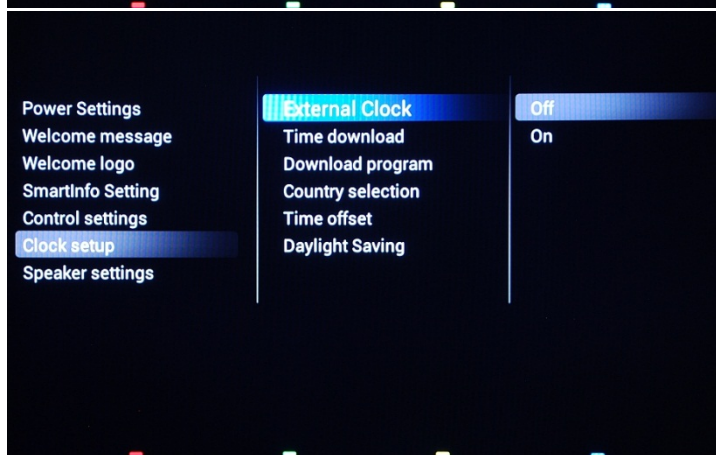 Power Settings
Welcome message
Welcome logo
SmartInfo Setting
Control settings
Clock setup
Speaker settings
External Clock
Time download
Download program
Country selection
Time offset
Daylight Saving
Off
On